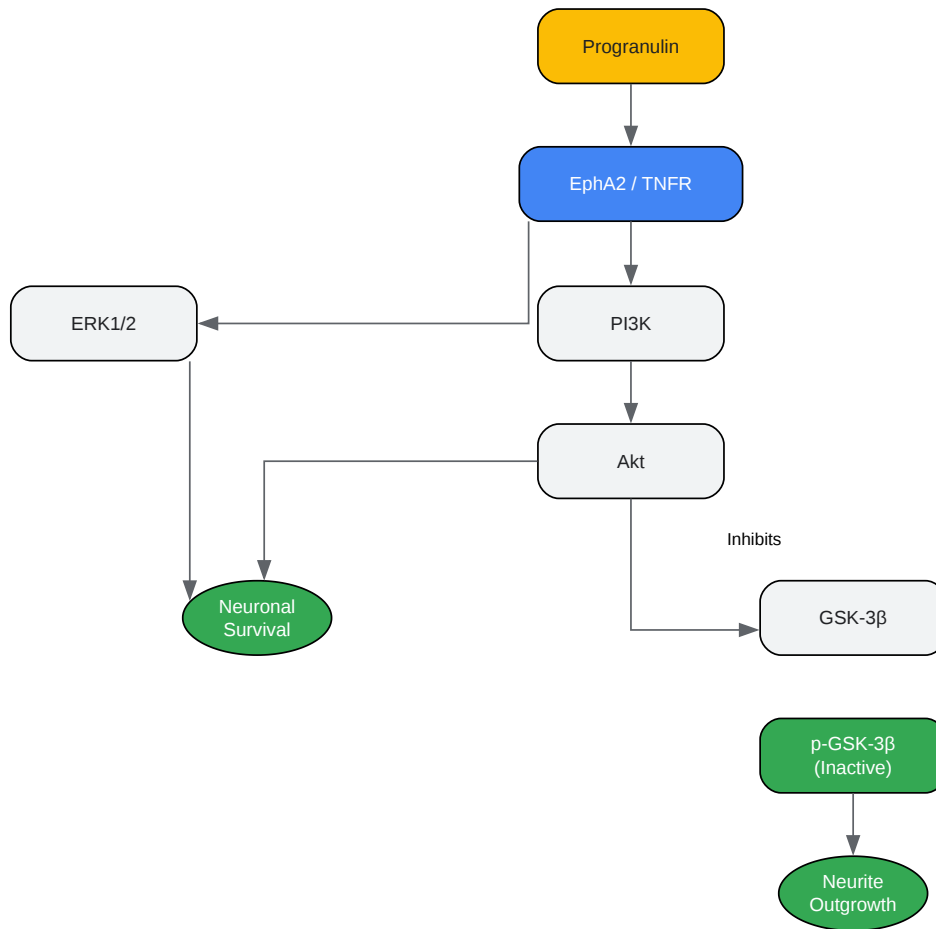 Progranulin
EphA2 / TNFR
ERK1/2
PI3K
Akt
Inhibits
Neuronal
Survival
GSK-3β
p-GSK-3β
(Inactive)
Neurite
Outgrowth